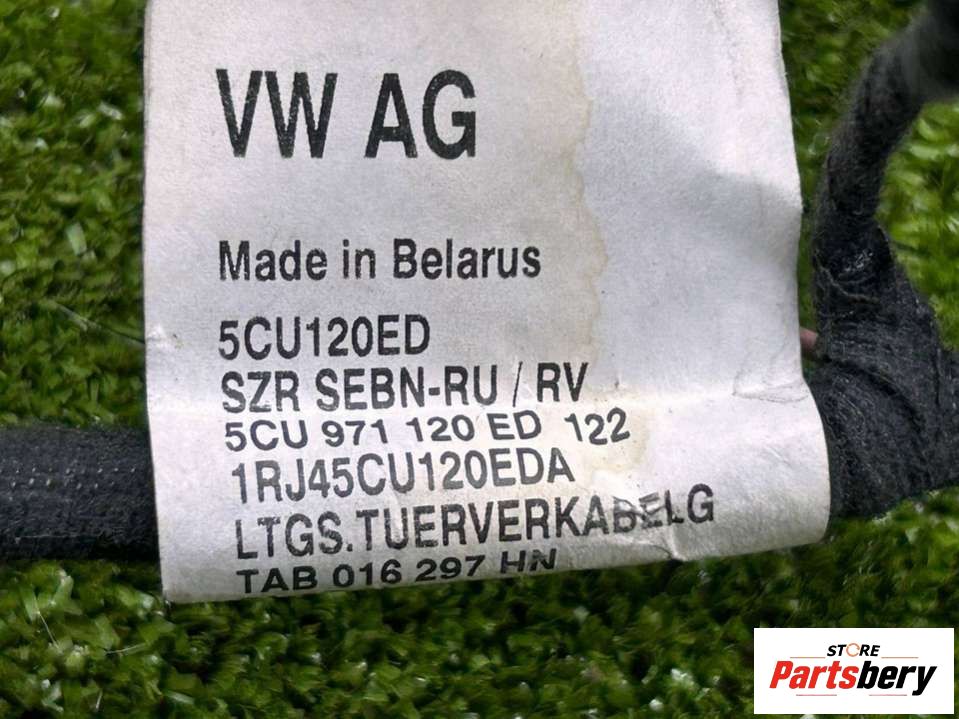 VW AG
Made in Belarus
5CU120ED
SZR SEBN-RU / RV
5CU 971 120 ED 122
1RJ45CU120EDA
LTGS.TUERVERKABELG
TAB 016 297 HN
STORE
Partsbery